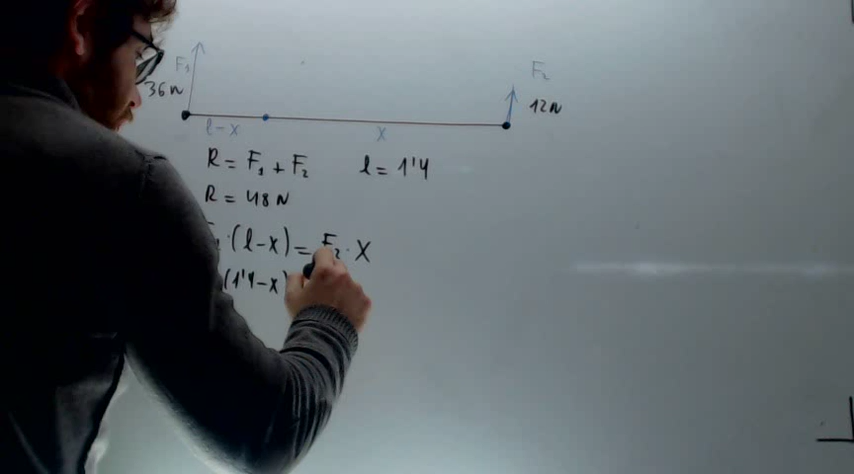 F₁ F₂
36 N 12 N
l-x x
R = F₁ + F₂ l = 1'4
R = 48 N
·(l-x) = F₂ · X
(1'4-x)